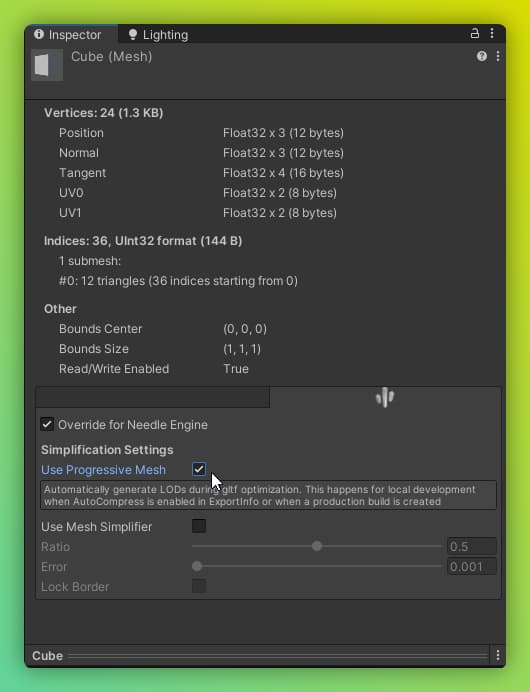 Inspector
Lighting
Cube (Mesh)
Vertices: 24 (1.3 KB)
Position Float32 x 3 (12 bytes)
Normal Float32 x 3 (12 bytes)
Tangent Float32 x 4 (16 bytes)
UV0 Float32 x 2 (8 bytes)
UV1 Float32 x 2 (8 bytes)
Indices: 36, UInt32 format (144 B)
1 submesh:
#0: 12 triangles (36 indices starting from 0)
Other
Bounds Center (0, 0, 0)
Bounds Size (1, 1, 1)
Read/Write Enabled True
Override for Needle Engine
Simplification Settings
Use Progressive Mesh
Automatically generate LODs during gltf optimization. This happens for local development
when AutoCompress is enabled in ExportInfo or when a production build is created
Use Mesh Simplifier
Ratio 0.5
Error 0.001
Lock Border
Cube